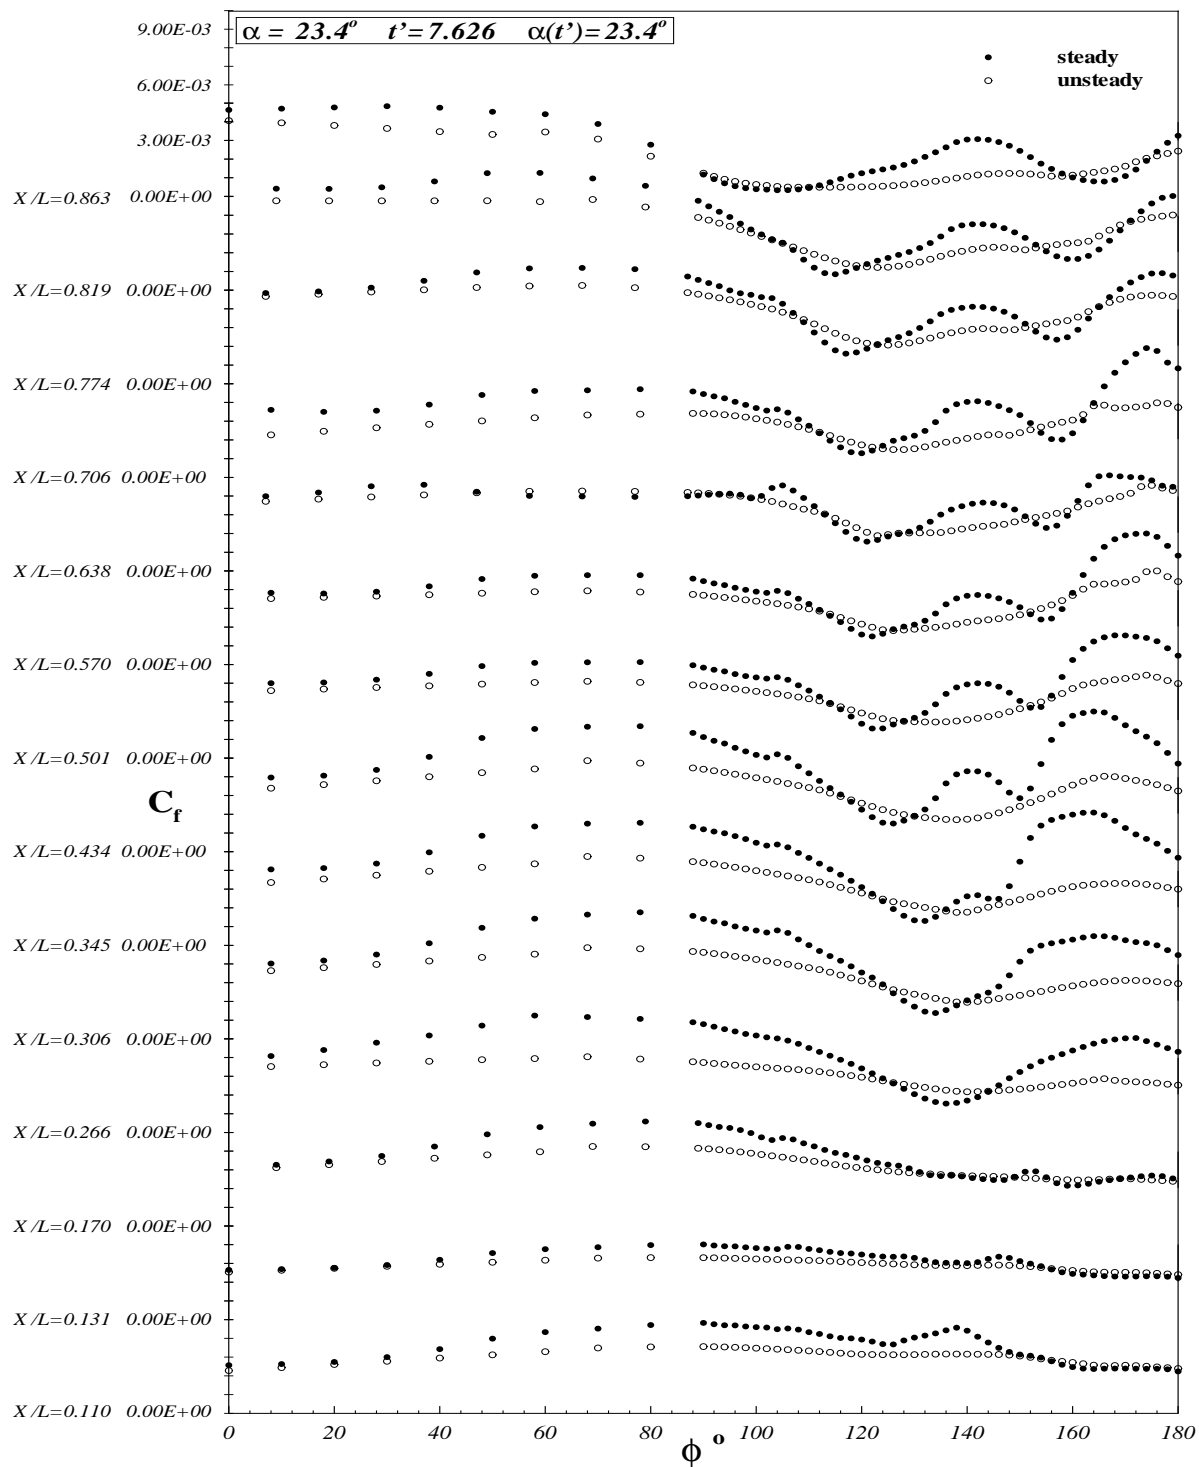 9.00E-03
α = 23.4° t'=7.626 α(t')=23.4°
steady
6.00E-03
unsteady
3.00E-03
X/L=0.863 0.00E+00
X/L=0.819 0.00E+00
X/L=0.774 0.00E+00
X/L=0.706 0.00E+00
X/L=0.638 0.00E+00
X/L=0.570 0.00E+00
X/L=0.501 0.00E+00
Cf
X/L=0.434 0.00E+00
X/L=0.345 0.00E+00
X/L=0.306 0.00E+00
X/L=0.266 0.00E+00
X/L=0.170 0.00E+00
X/L=0.131 0.00E+00
X/L=0.110 0.00E+00
0 20 40 60 80 100 120 140 160 180
ϕ °